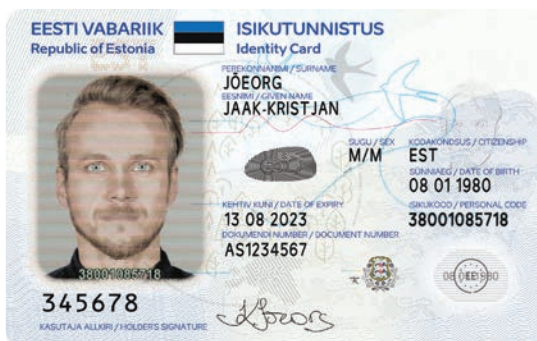 EESTI VABARIIK
Republic of Estonia
ISIKUTUNNISTUS
Identity Card
PEREKONNANIMI / SURNAME
JÕEORG
EESNIMI / GIVEN NAME
JAAK-KRISTJAN
SUGU / SEX
M/M
KODAKONDSUS / CITIZENSHIP
EST
SÜNNIAEG / DATE OF BIRTH
08 01 1980
KEHTIV KUNI / DATE OF EXPIRY
13 08 2023
ISIKUKOOD / PERSONAL CODE
38001085718
DOKUMENDI NUMBER / DOCUMENT NUMBER
AS1234567
38001085718
345678
KASUTAJA ALLKIRI / HOLDER'S SIGNATURE